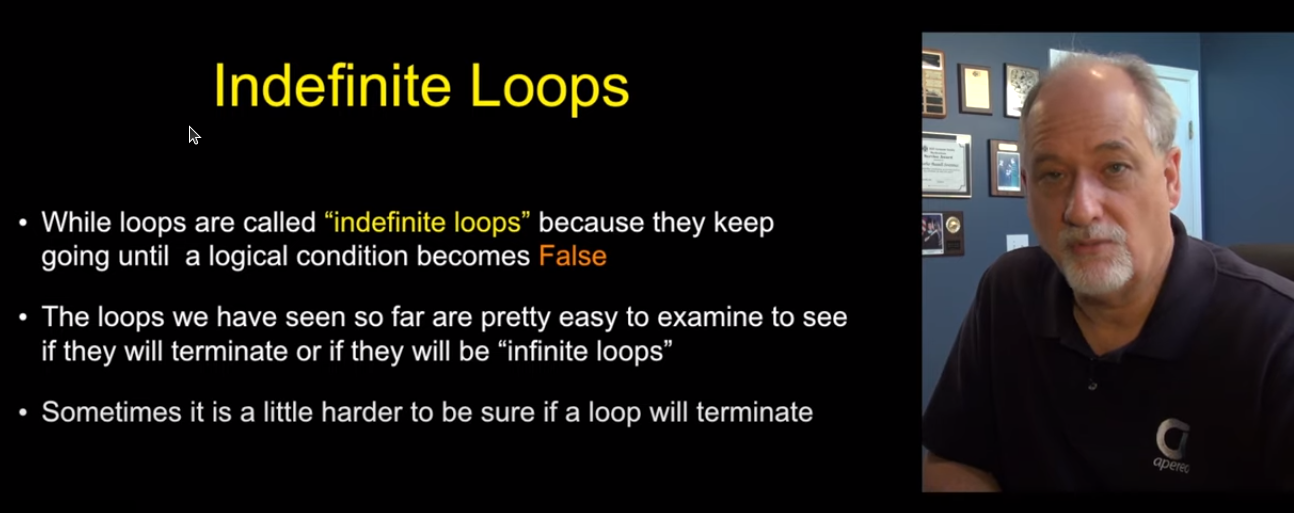 Indefinite Loops
• While loops are called “indefinite loops” because they keep
going until a logical condition becomes False
• The loops we have seen so far are pretty easy to examine to see
if they will terminate or if they will be “infinite loops”
• Sometimes it is a little harder to be sure if a loop will terminate
apereo